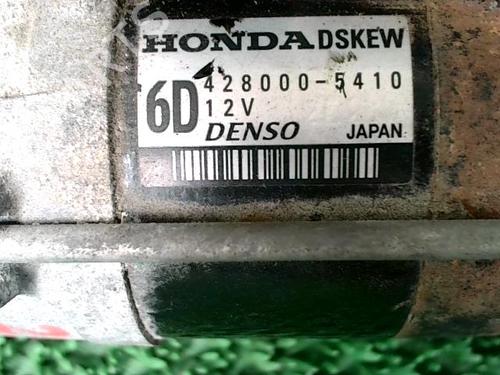 HONDA DSKEW
6D 428000-5410
12V
DENSO JAPAN